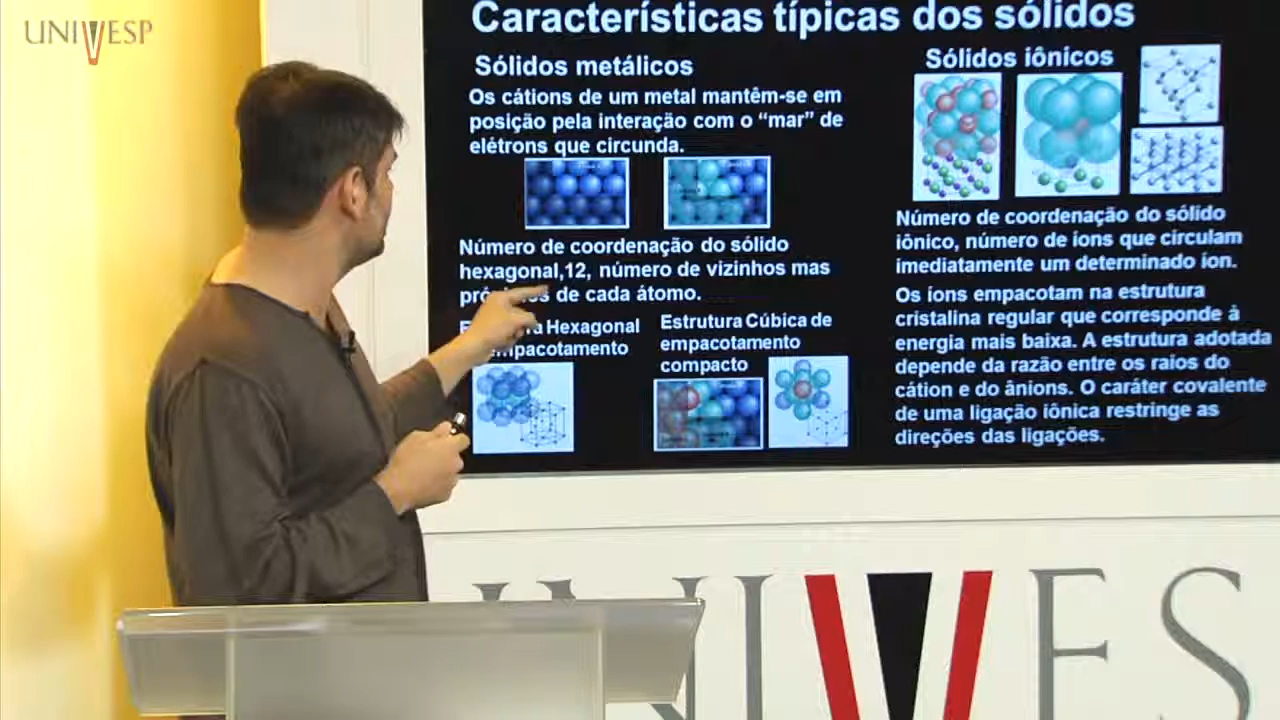 UNIVESP
Características típicas dos sólidos
Sólidos metálicos
Os cátions de um metal mantêm-se em
posição pela interação com o “mar” de
elétrons que circunda.
Número de coordenação do sólido
hexagonal,12, número de vizinhos mas
de cada átomo.
Hexagonal
empacotamento
Estrutura Cúbica de
empacotamento
compacto
Sólidos iônicos
Número de coordenação do sólido
iônico, número de íons que circulam
imediatamente um determinado íon.
Os íons empacotam na estrutura
cristalina regular que corresponde à
energia mais baixa. A estrutura adotada
depende da razão entre os raios do
cátion e do ânions. O caráter covalente
de uma ligação iônica restringe as
direções das ligações.
UNIVES